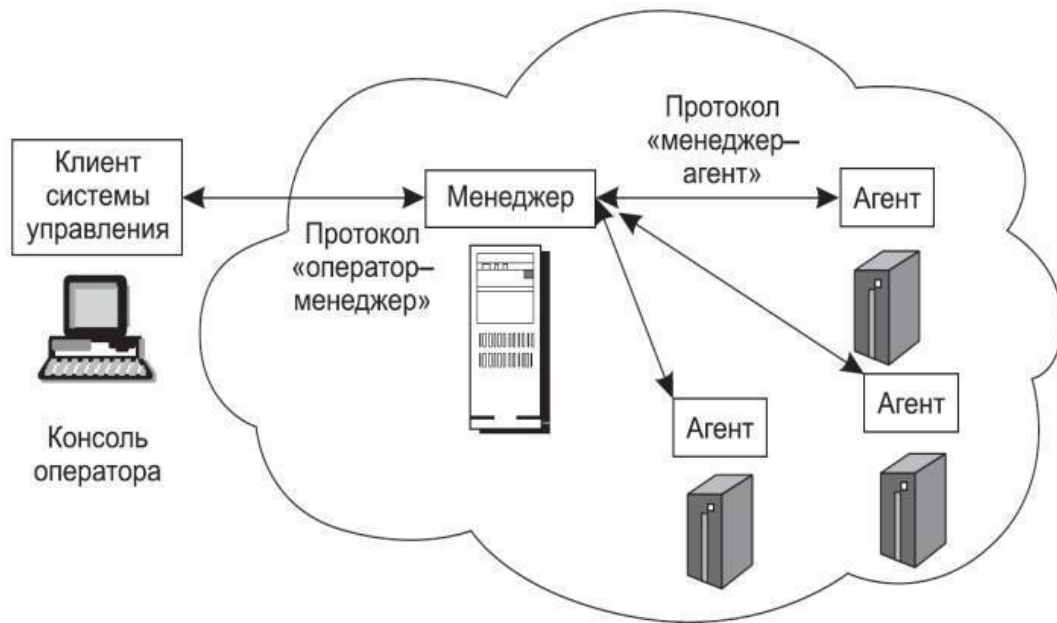 Клиент
системы
управления
Консоль
оператора
Протокол
«оператор–
менеджер»
Менеджер
Протокол
«менеджер–
агент»
Агент
Агент
Агент